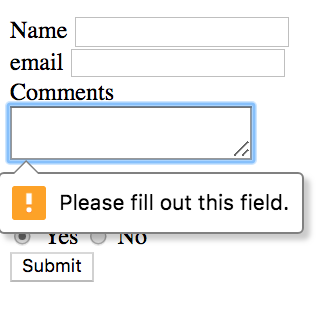 Name
email
Comments
Please fill out this field.
Yes No
Submit